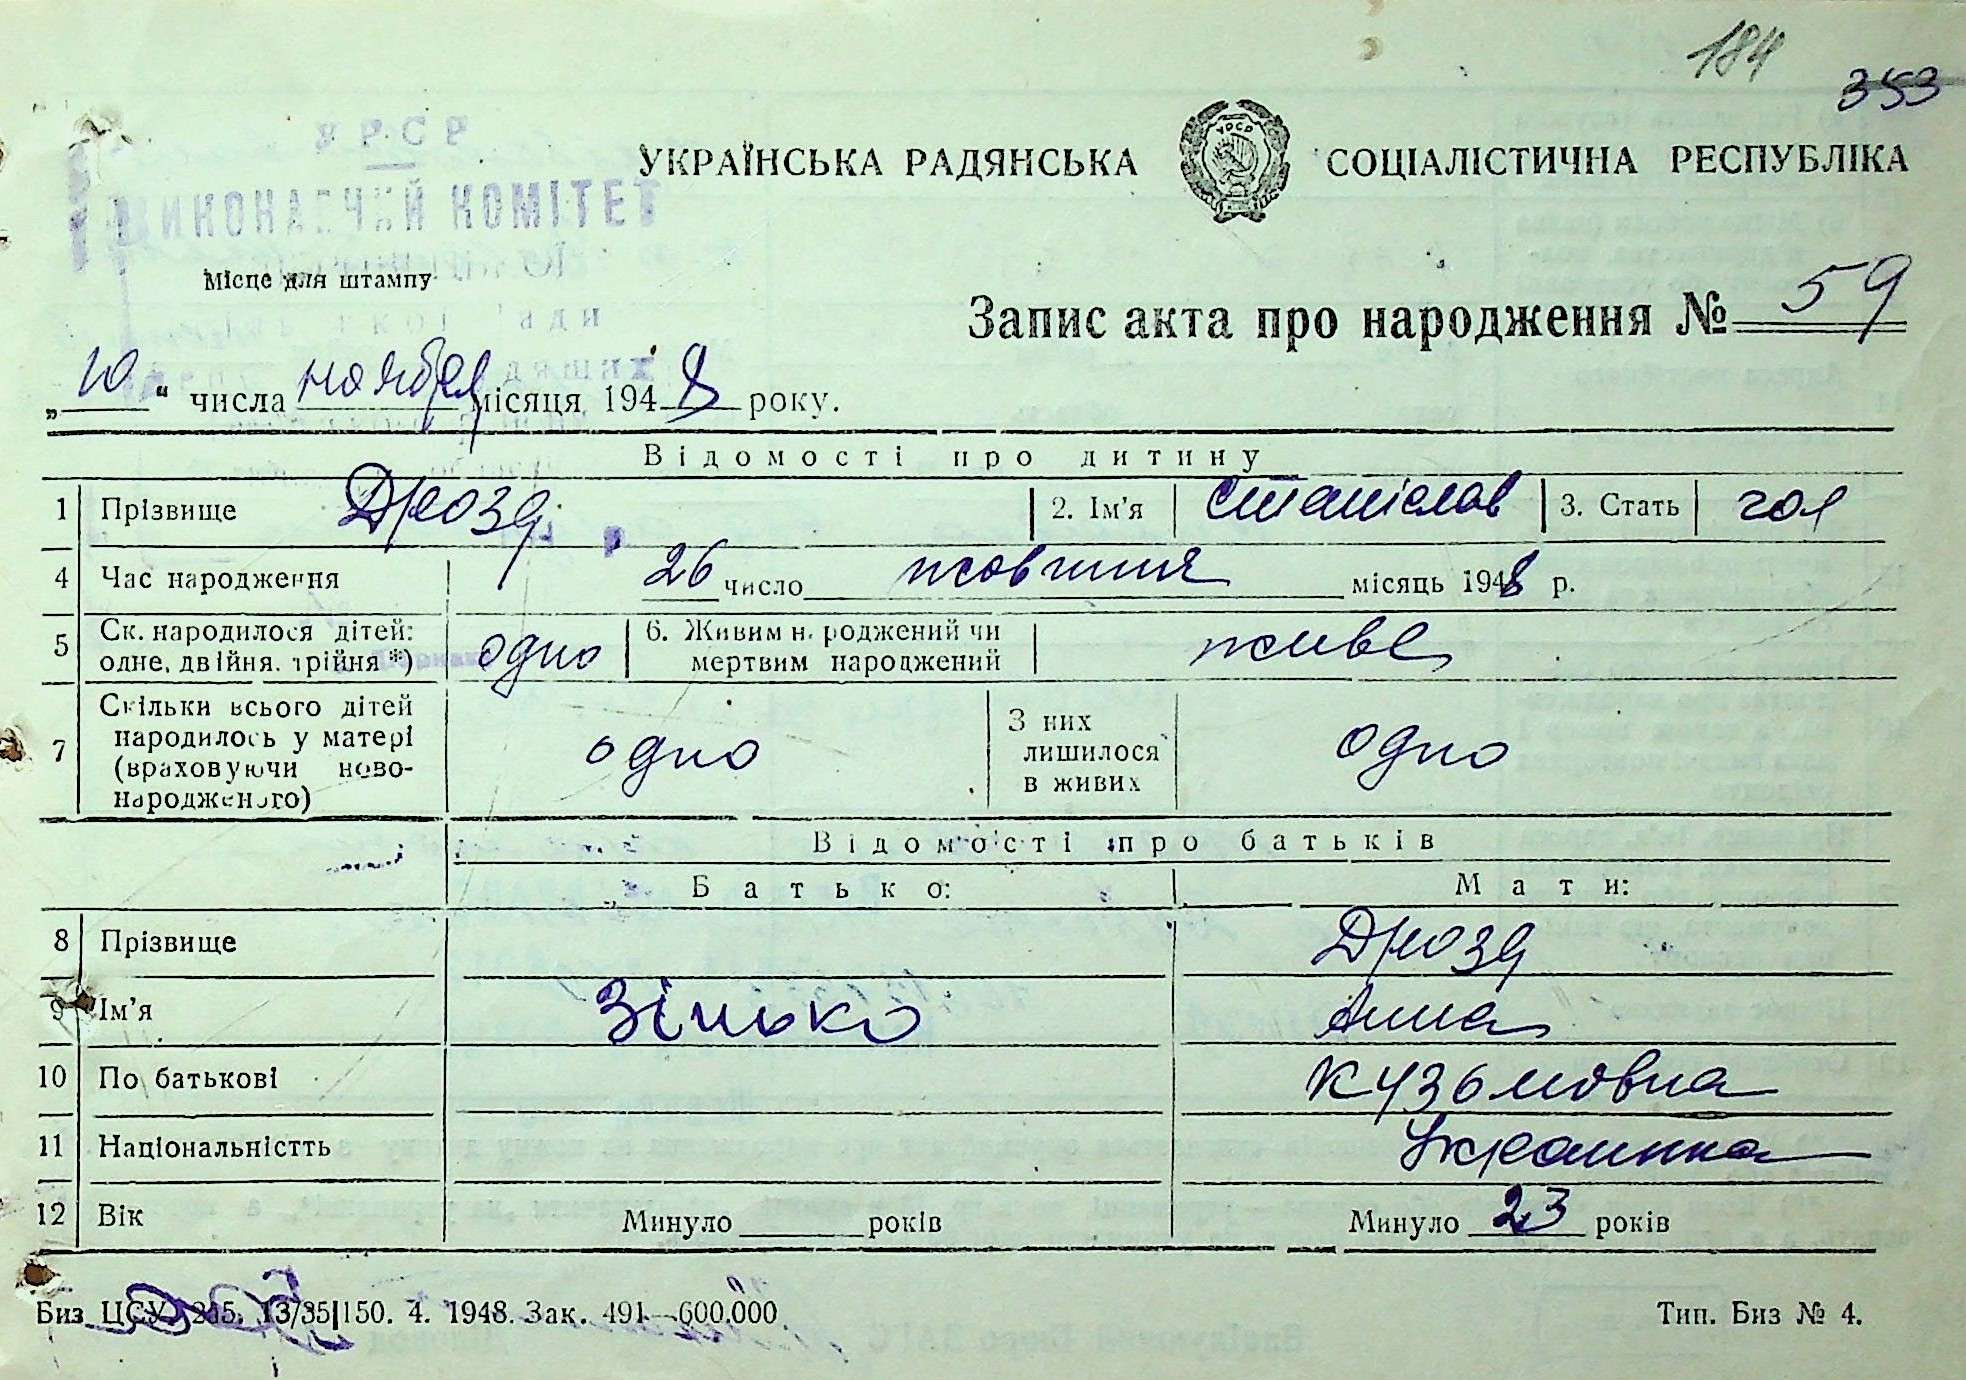 184
353
УКРАЇНСЬКА РАДЯНСЬКА СОЦІАЛІСТИЧНА РЕСПУБЛІКА
УРСР
ВИКОНАВЧИЙ КОМІТЕТ
Місце для штампу
Запис акта про народження № 59
„10“ числа ноября місяця 1948 року.
Відомості про дитину
1 Прізвище Дрозд 2. Ім'я Станіслав 3. Стать чол
4 Час народження 26 число жовтня місяць 1948 р.
5 Ск. народилося дітей: одне, двійня, трійня *) одно 6. Живим народжений чи мертвим народжений живе
7 Скільки всього дітей народилось у матері (враховуючи ново-народженого) одно З них лишилося в живих одно
Відомості про батьків
Батько: Мати:
8 Прізвище Дрозд
9 Ім'я Зінько Анна
10 По батькові Кузьмовна
11 Національністть Украинка
12 Вік Минуло років Минуло 23 років
Биз ЦСУ. 205. 13/35|150. 4. 1948. Зак. 491—600.000 Тип. Биз № 4.